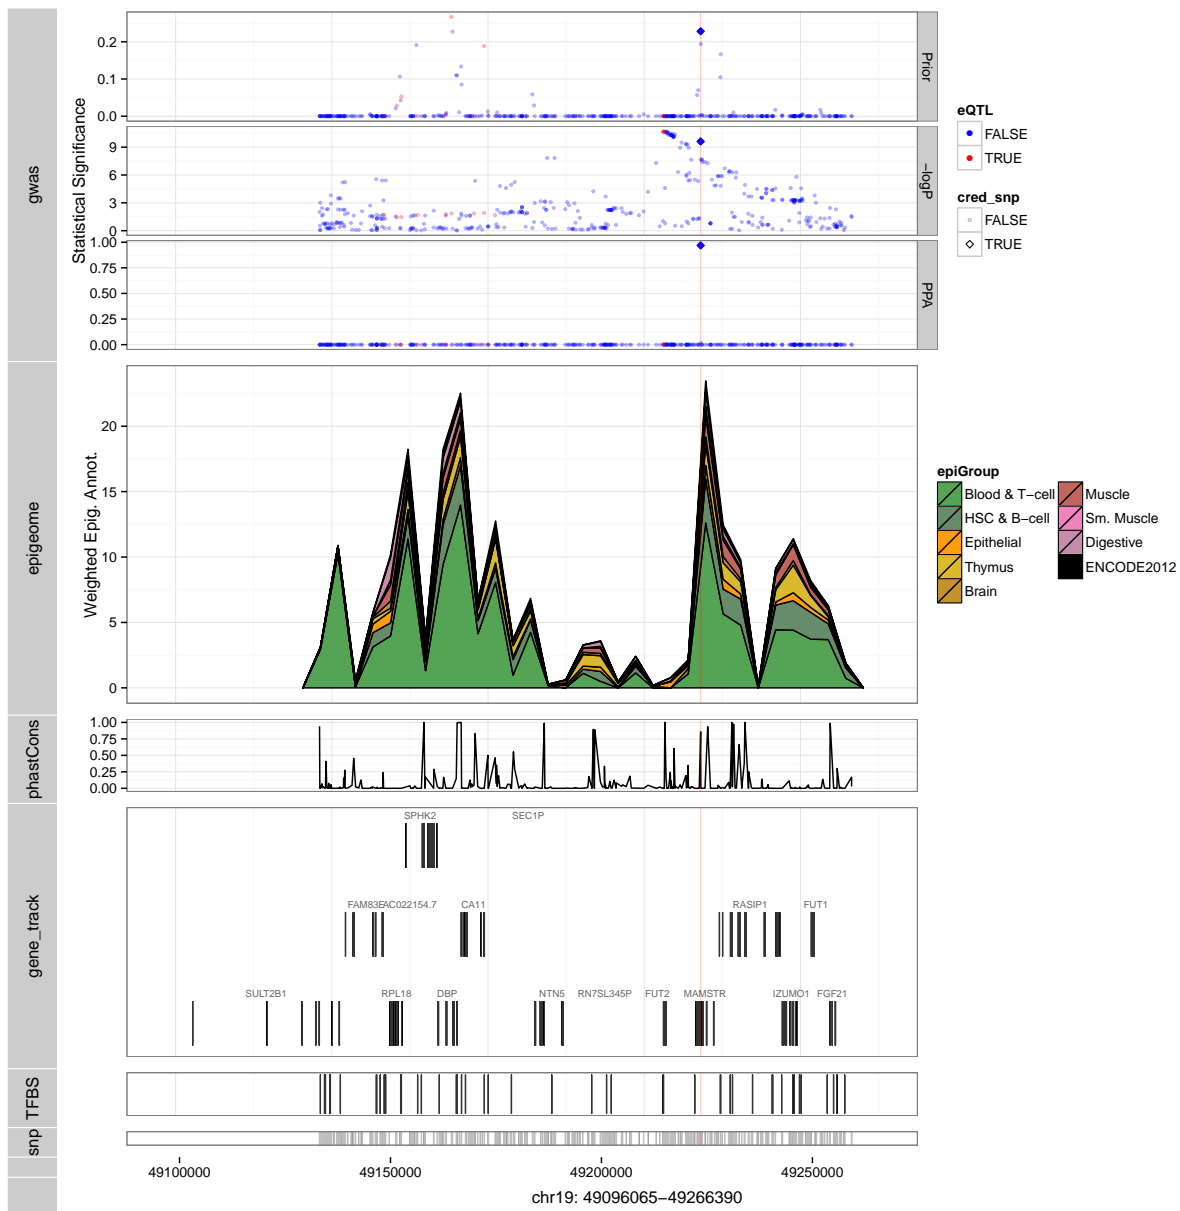 gwas
Statistical Significance
0.2
0.1
0.0
Prior
9
6
3
0
−logP
1.00
0.75
0.50
0.25
0.00
PPA
eQTL
FALSE
TRUE
cred_snp
FALSE
TRUE
epigeome
Weighted Epig. Annot.
20
15
10
5
0
epiGroup
Blood & T−cell
HSC & B−cell
Epithelial
Thymus
Brain
Muscle
Sm. Muscle
Digestive
ENCODE2012
phastCons
1.00
0.75
0.50
0.25
0.00
gene_track
SPHK2 SEC1P
FAM83E AC022154.7 CA11 RASIP1 FUT1
SULT2B1 RPL18 DBP NTN5 RN7SL345P FUT2 MAMSTR IZUMO1 FGF21
TFBS
snp
49100000 49150000 49200000 49250000
chr19: 49096065−49266390